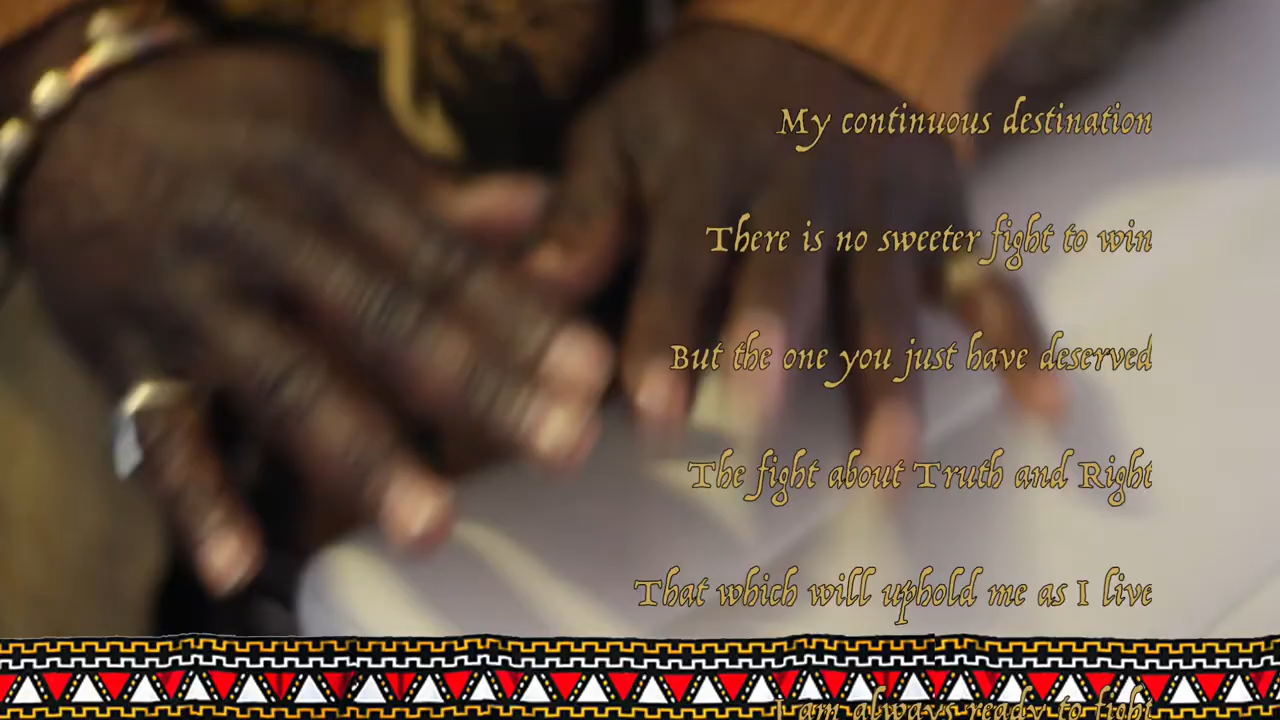 My continuous destination
There is no sweeter fight to win
But the one you just have deserved
The fight about Truth and Right
That which will uphold me as I live
I am always ready to fight